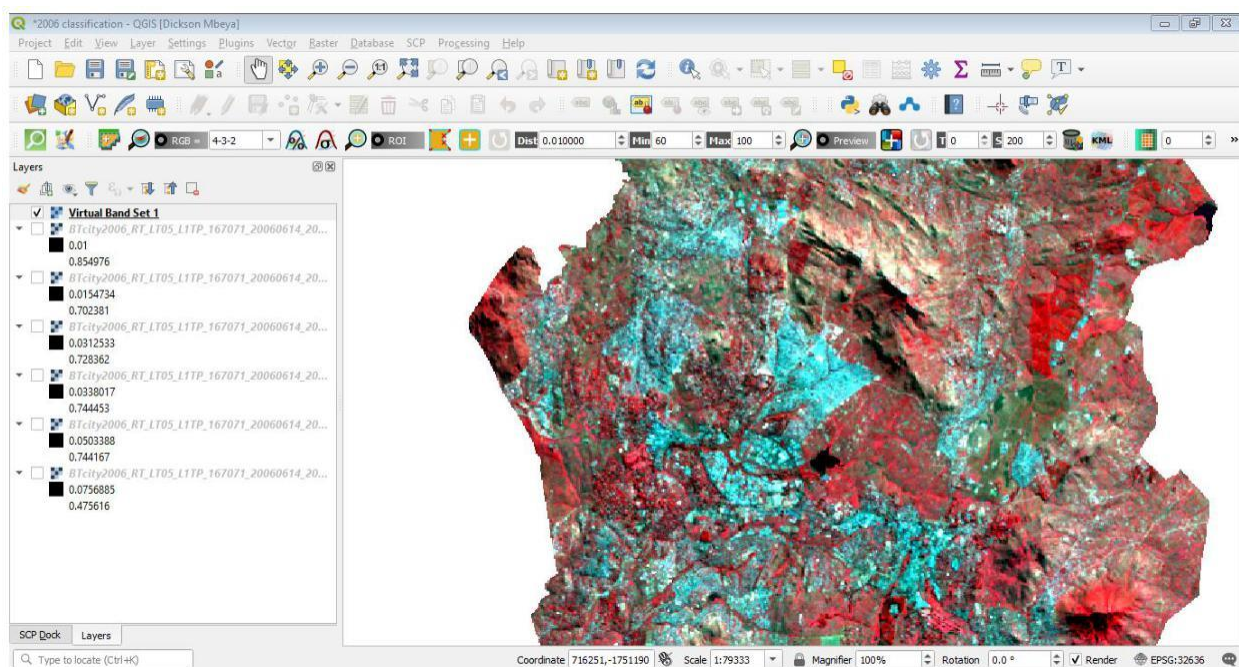 *2006 classification - QGIS [Dickson Mbeya]
Project Edit View Layer Settings Plugins Vector Raster Database SCP Processing Help
RGB = 4-3-2 ROI Dist 0.010000 Min 60 Max 100 Preview T 0 S 200 KML 0 »
Layers
Virtual Band Set 1
BTcity2006_RT_LT05_L1TP_167071_20060614_20...
0.01
0.854976
BTcity2006_RT_LT05_L1TP_167071_20060614_20...
0.0154734
0.702381
BTcity2006_RT_LT05_L1TP_167071_20060614_20...
0.0312533
0.728362
BTcity2006_RT_LT05_L1TP_167071_20060614_20...
0.0338017
0.744453
BTcity2006_RT_LT05_L1TP_167071_20060614_20...
0.0503388
0.744167
BTcity2006_RT_LT05_L1TP_167071_20060614_20...
0.0756885
0.475616
SCP Dock Layers
Type to locate (Ctrl+K) Coordinate 716251,-1751190 Scale 1:79333 Magnifier 100% Rotation 0.0 ° Render EPSG:32636